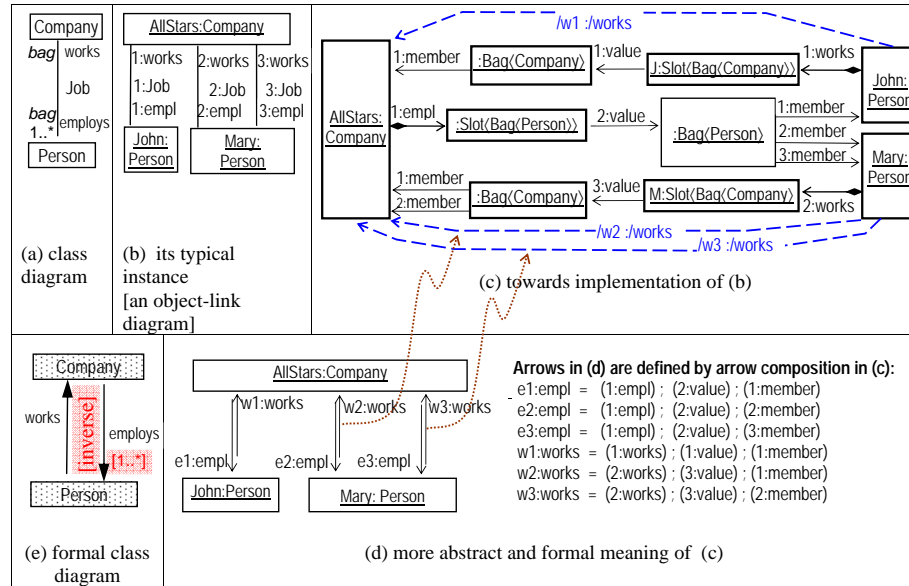 Company
bag works
Job
bag
1..* employs
Person
(a) class
diagram
AllStars:Company
1:works 2:works 3:works
1:Job 2:Job 3:Job
1:empl 2:empl 3:empl
John:
Person
Mary:
Person
(b) its typical
instance
[an object-link
diagram]
/w1 :/works
1:member :Bag⟨Company⟩ 1:value J:Slot⟨Bag⟨Company⟩⟩ 1:works
John:
Person
AllStars:
Company
1:empl :Slot⟨Bag⟨Person⟩⟩ 2:value :Bag⟨Person⟩
1:member
2:member
3:member
Mary:
Person
1:member
2:member :Bag⟨Company⟩ 3:value M:Slot⟨Bag⟨Company⟩⟩ 2:works
/w2 :/works
/w3 :/works
(c) towards implementation of (b)
Company
works [inverse] employs
[1..*]
Person
(e) formal class
diagram
AllStars:Company
w1:works w2:works w3:works
e1:empl e2:empl e3:empl
John:Person Mary: Person
Arrows in (d) are defined by arrow composition in (c):
e1:empl = (1:empl) ; (2:value) ; (1:member)
e2:empl = (1:empl) ; (2:value) ; (2:member)
e3:empl = (1:empl) ; (2:value) ; (3:member)
w1:works = (1:works) ; (1:value) ; (1:member)
w2:works = (2:works) ; (3:value) ; (1:member)
w3:works = (2:works) ; (3:value) ; (2:member)
(d) more abstract and formal meaning of (c)